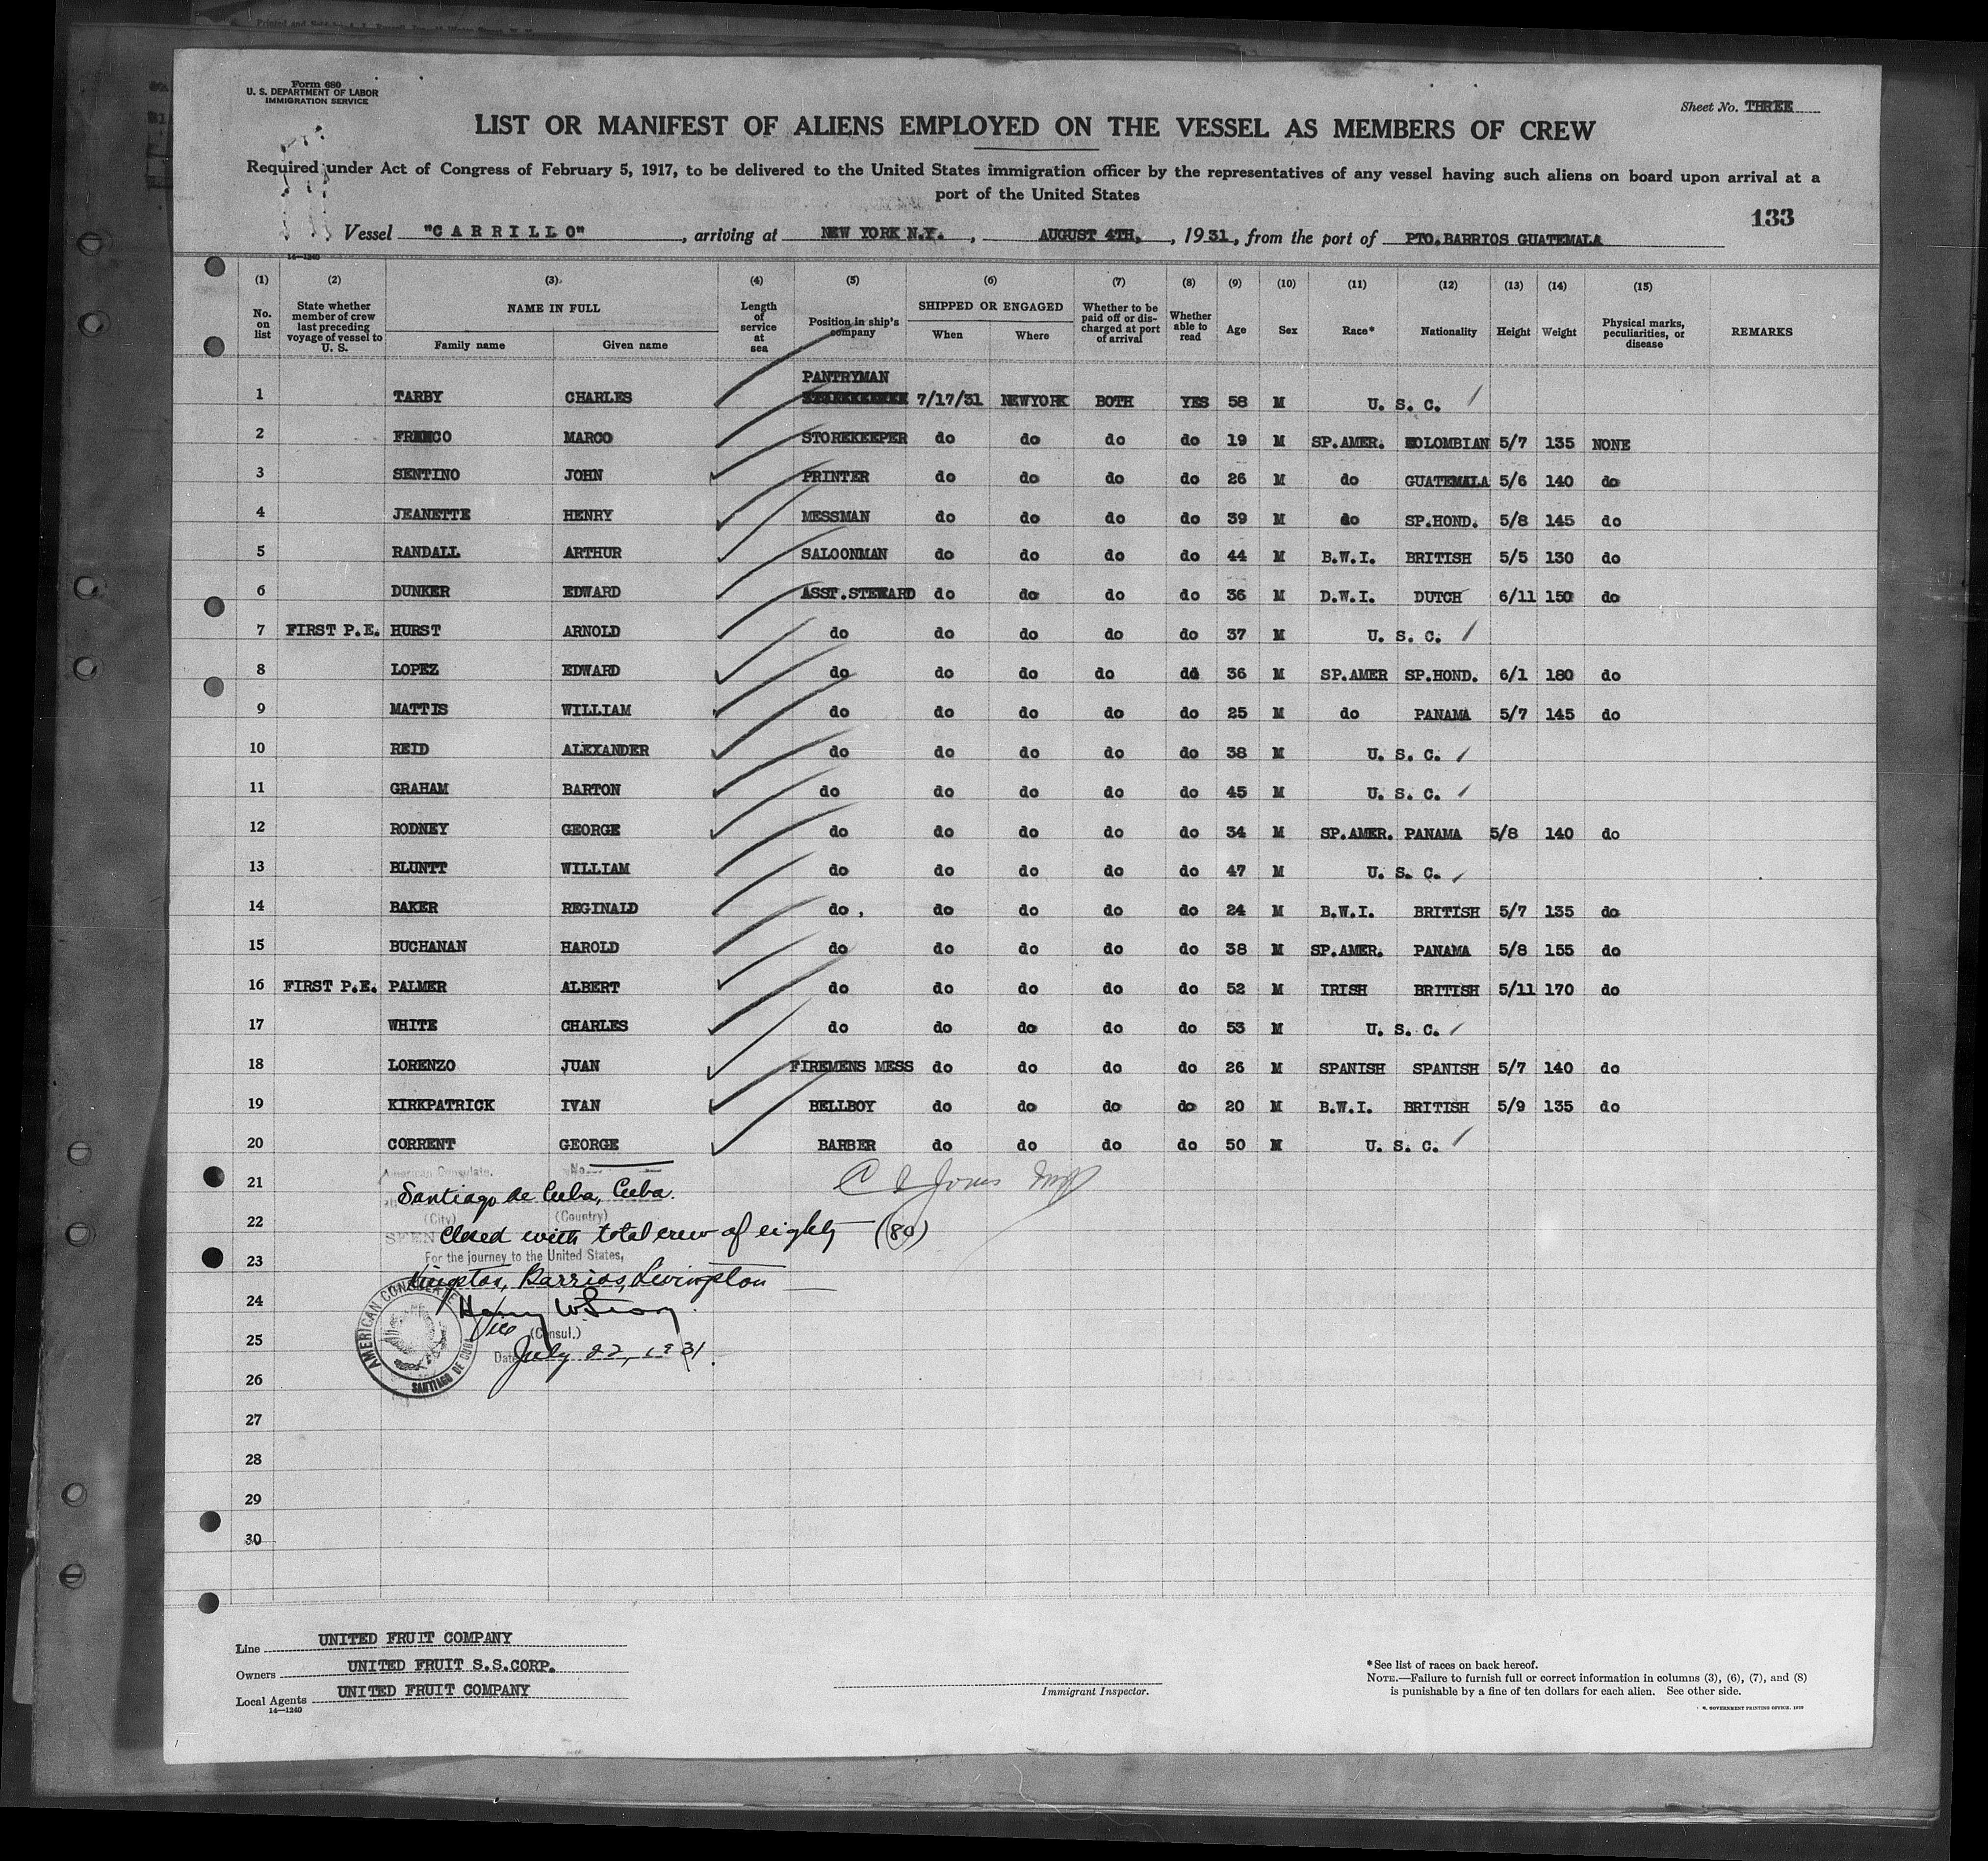 Form 680
U. S. DEPARTMENT OF LABOR
IMMIGRATION SERVICE
Sheet No. THREE
LIST OR MANIFEST OF ALIENS EMPLOYED ON THE VESSEL AS MEMBERS OF CREW
Required under Act of Congress of February 5, 1917, to be delivered to the United States immigration officer by the representatives of any vessel having such aliens on board upon arrival at a
port of the United States
133
Vessel "CARRILLO", arriving at NEW YORK N.Y., AUGUST 4TH, , 1931, from the port of PTO.BARRIOS GUATEMALA
14—1240
(1) (2) (3) (4) (5) (6) (7) (8) (9) (10) (11) (12) (13) (14) (15)
No. on list State whether member of crew last preceding voyage of vessel to U. S. NAME IN FULL Family name Given name Length of service at sea Position in ship's company SHIPPED OR ENGAGED When Where Whether to be paid off or discharged at port of arrival Whether able to read Age Sex Race* Nationality Height Weight Physical marks, peculiarities, or disease REMARKS
PANTRYMAN
1 TARBY CHARLES 7/17/31 NEWYORK BOTH YES 58 M U. S. C.
2 FRANCO MARCO STOREKEEPER do do do do 19 M SP.AMER. KOLOMBIAN 5/7 135 NONE
3 SENTINO JOHN PRINTER do do do do 26 M do GUATEMALA 5/6 140 do
4 JEANETTE HENRY MESSMAN do do do do 39 M do SP.HOND. 5/8 145 do
5 RANDALL ARTHUR SALOONMAN do do do do 44 M B.W.I. BRITISH 5/5 130 do
6 DUNKER EDWARD ASST.STEWARD do do do do 36 M D.W.I. DUTCH 6/11 150 do
7 FIRST P.E. HURST ARNOLD do do do do do 37 M U. S. C.
8 LOPEZ EDWARD do do do do do 36 M SP.AMER SP.HOND. 6/1 180 do
9 MATTIS WILLIAM do do do do do 25 M do PANAMA 5/7 145 do
10 REID ALEXANDER do do do do do 38 M U. S. C.
11 GRAHAM BARTON do do do do do 45 M U. S. C.
12 RODNEY GEORGE do do do do do 34 M SP.AMER. PANAMA 5/8 140 do
13 BLUNTT WILLIAM do do do do do 47 M U. S. C.
14 BAKER REGINALD do , do do do do 24 M B.W.I. BRITISH 5/7 135 do
15 BUCHANAN HAROLD do do do do do 38 M SP.AMER. PANAMA 5/8 155 do
16 FIRST P.E. PALMER ALBERT do do do do do 52 M IRISH BRITISH 5/11 170 do
17 WHITE CHARLES do do do do do 53 M U. S. C.
18 LORENZO JUAN FIREMENS MESS do do do do 26 M SPANISH SPANISH 5/7 140 do
19 KIRKPATRICK IVAN BELLBOY do do do do 20 M B.W.I. BRITISH 5/9 135 do
20 CORRENT GEORGE BARBER do do do do 50 M U. S. C.
American Consulate. No.
21 Santiago de Cuba, Cuba.
(City) (Country)
22 SEEN Closed with total crew of eighty (80)
23 For the journey to the United States,
Kingston, Barrios, Livingston
24 Harry W.
Vice
25 (Consul.)
Date July 22, 1931.
AMERICAN CONSULATE SANTIAGO DE CUBA
26
27
28
29
30
Line UNITED FRUIT COMPANY
Owners UNITED FRUIT S.S.CORP.
Local Agents UNITED FRUIT COMPANY
14—1240
Immigrant Inspector.
*See list of races on back hereof.
NOTE.—Failure to furnish full or correct information in columns (3), (6), (7), and (8)
is punishable by a fine of ten dollars for each alien. See other side.
GOVERNMENT PRINTING OFFICE